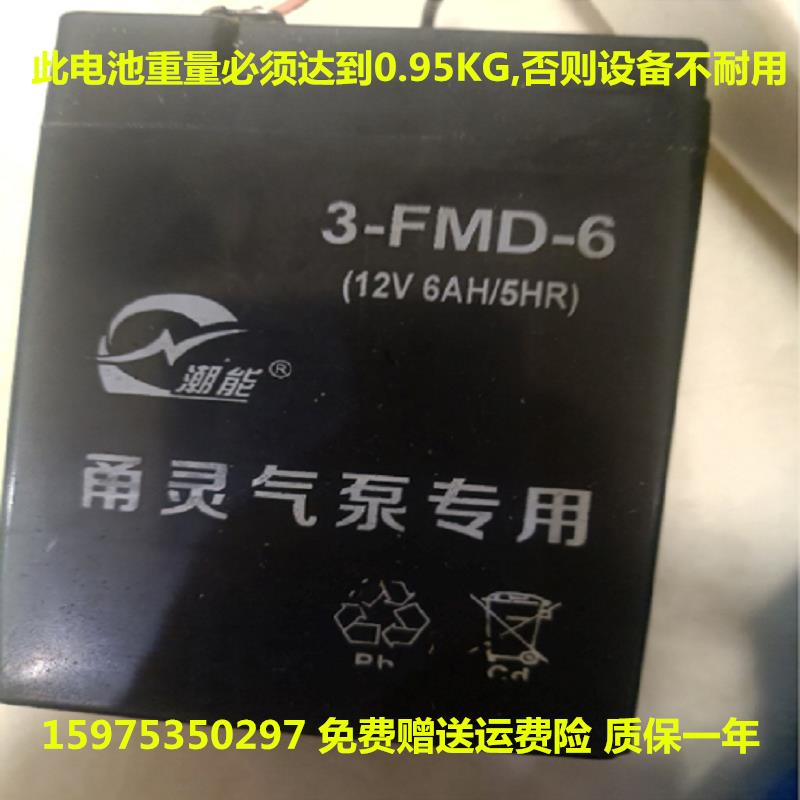 此电池重量必须达到0.95KG,否则设备不耐用
3-FMD-6
(12V 6AH/5HR)
潮能®
甬灵气泵专用
Pb
15975350297 免费赠送运费险 质保一年